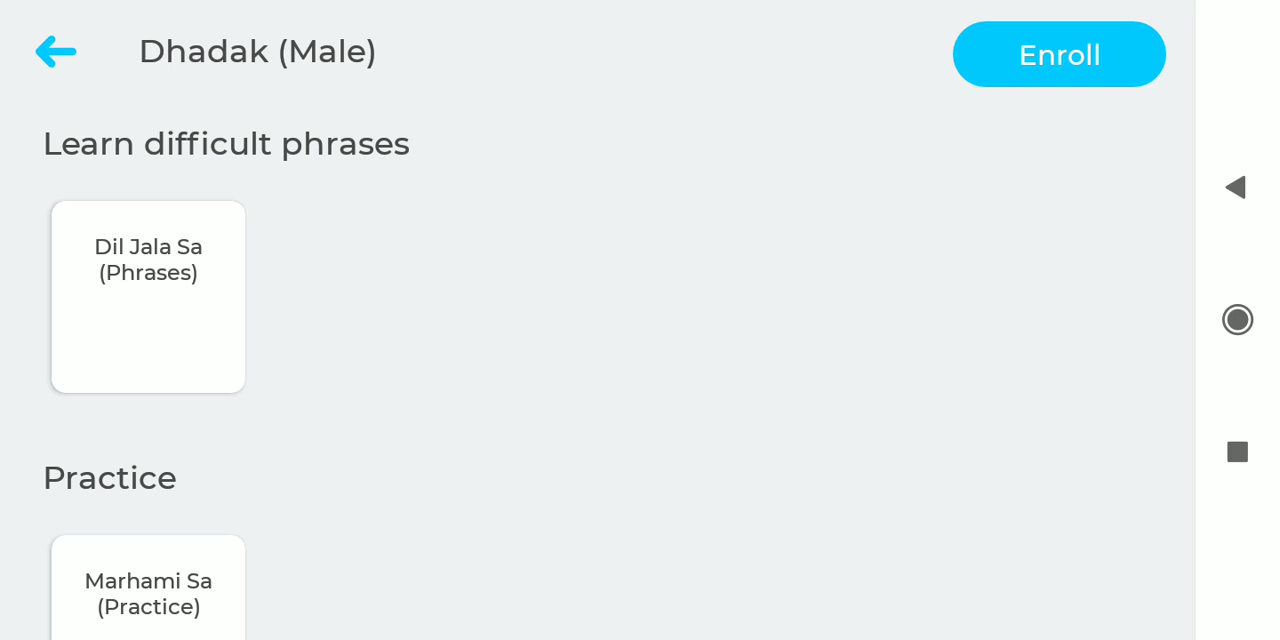 Dhadak (Male)
Enroll
Learn difficult phrases
Dil Jala Sa
(Phrases)
Practice
Marhami Sa
(Practice)